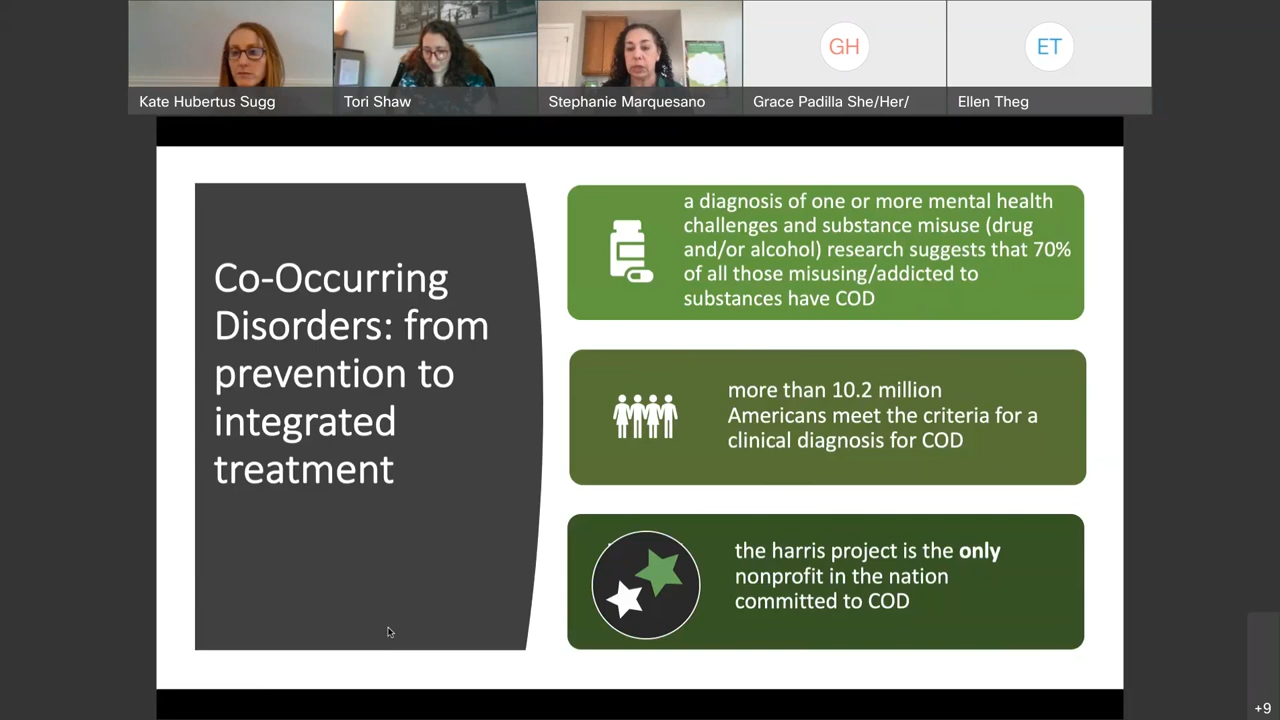 GH
ET
Kate Hubertus Sugg
Tori Shaw
Stephanie Marquesano
Grace Padilla She/Her/
Ellen Theg
Co-Occurring
Disorders: from
prevention to
integrated
treatment
a diagnosis of one or more mental health
challenges and substance misuse (drug
and/or alcohol) research suggests that 70%
of all those misusing/addicted to
substances have COD
more than 10.2 million
Americans meet the criteria for a
clinical diagnosis for COD
the harris project is the only
nonprofit in the nation
committed to COD
+9